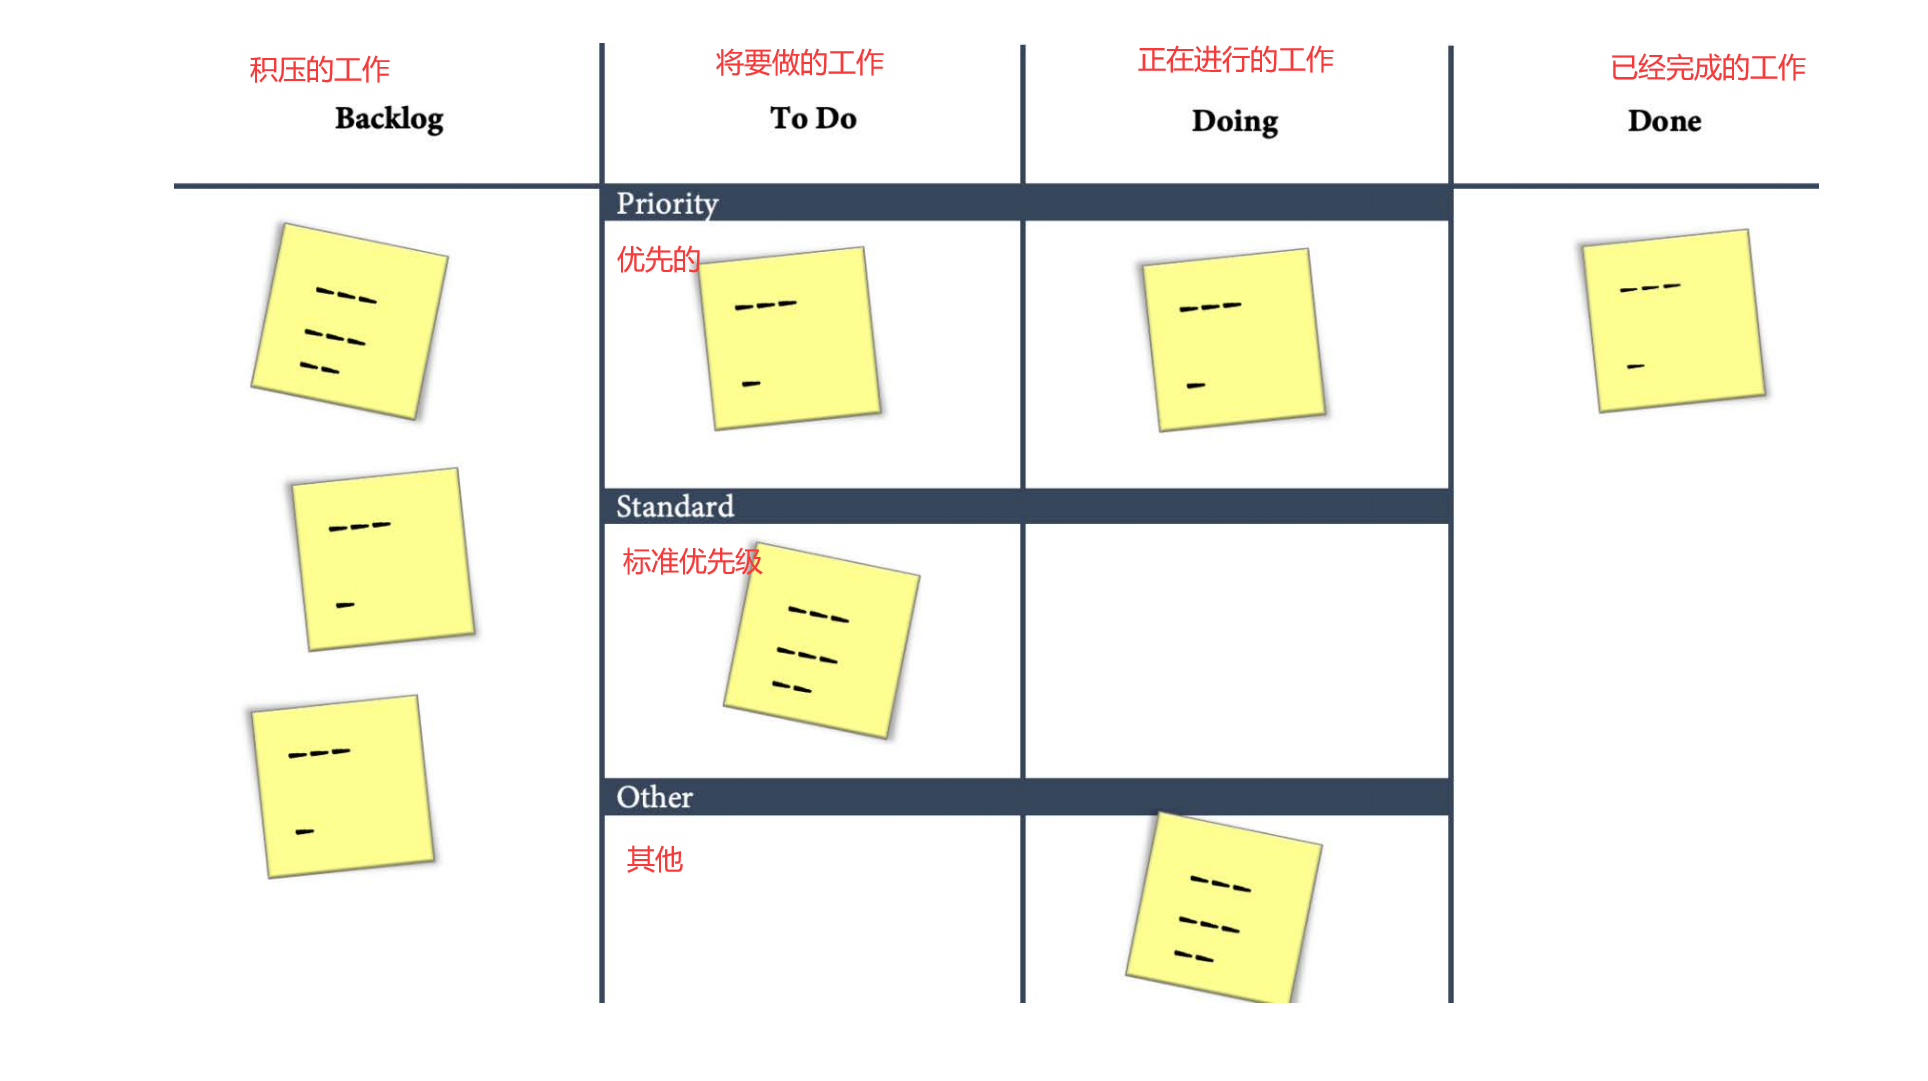 积压的工作
将要做的工作
正在进行的工作
已经完成的工作
Backlog
To Do
Doing
Done
Priority
优先的
Standard
标准优先级
Other
其他